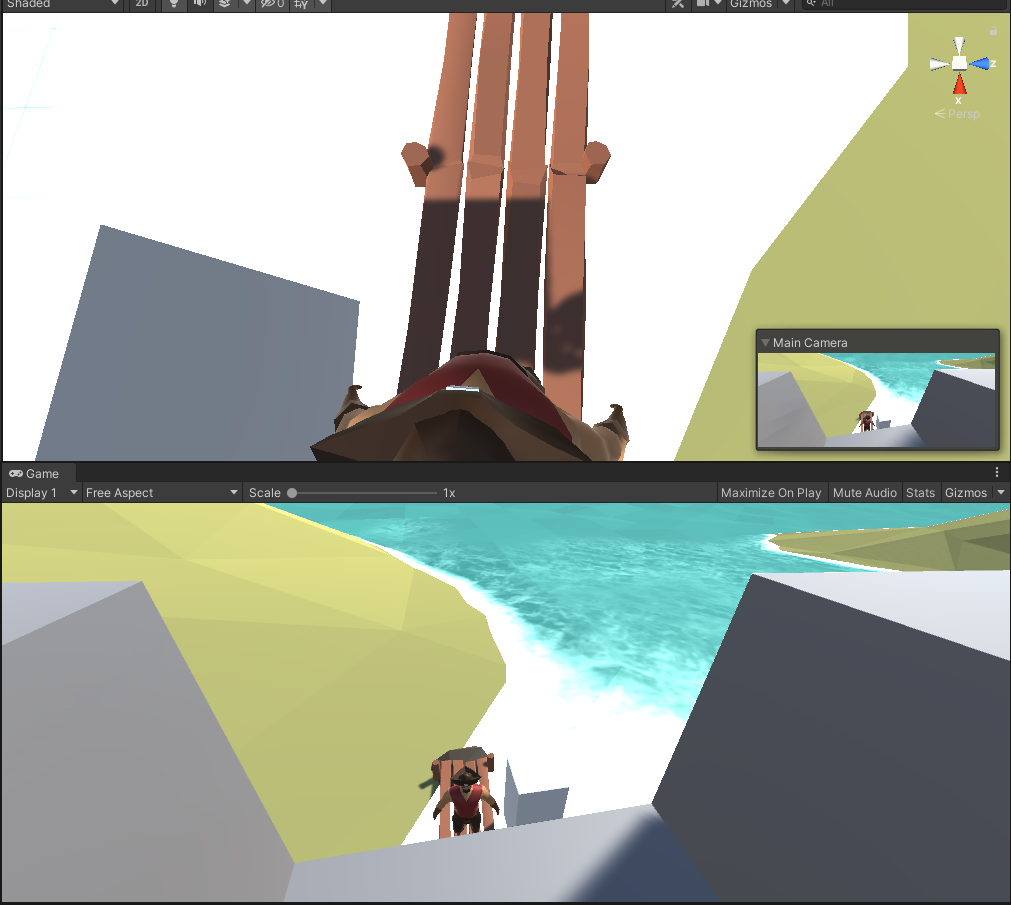 Shaded 2D 0 Gizmos All
z
x
Persp
Main Camera
Game
Display 1 Free Aspect Scale 1x Maximize On Play Mute Audio Stats Gizmos